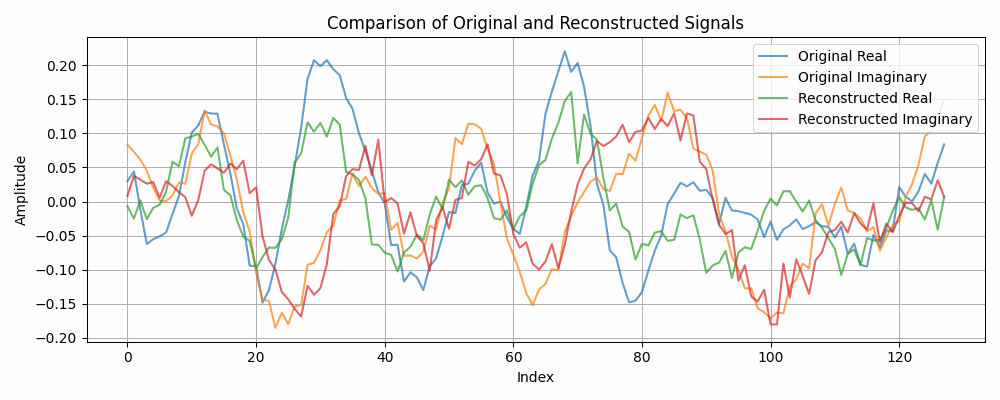 Comparison of Original and Reconstructed Signals
Original Real
Original Imaginary
Reconstructed Real
Reconstructed Imaginary
Amplitude
0.20
0.15
0.10
0.05
0.00
−0.05
−0.10
−0.15
−0.20
0 20 40 60 80 100 120
Index